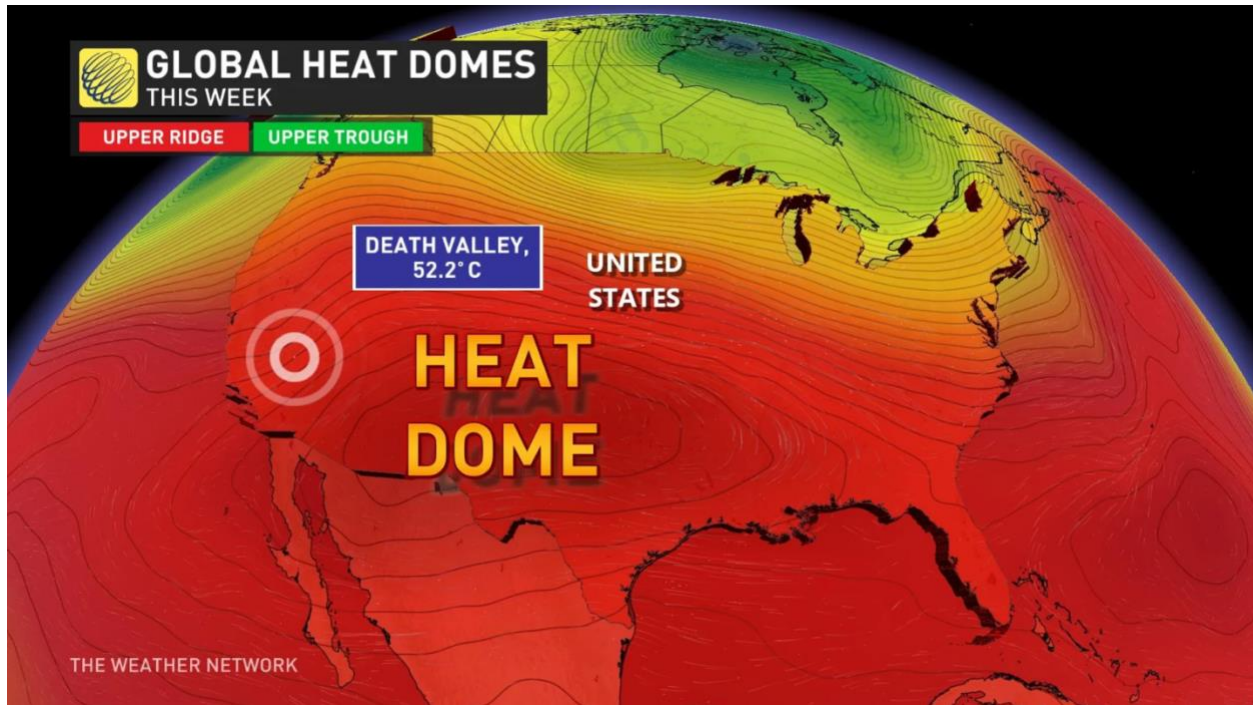 GLOBAL HEAT DOMES
THIS WEEK
UPPER RIDGE
UPPER TROUGH
DEATH VALLEY,
52.2°C
UNITED
STATES
HEAT
DOME
THE WEATHER NETWORK